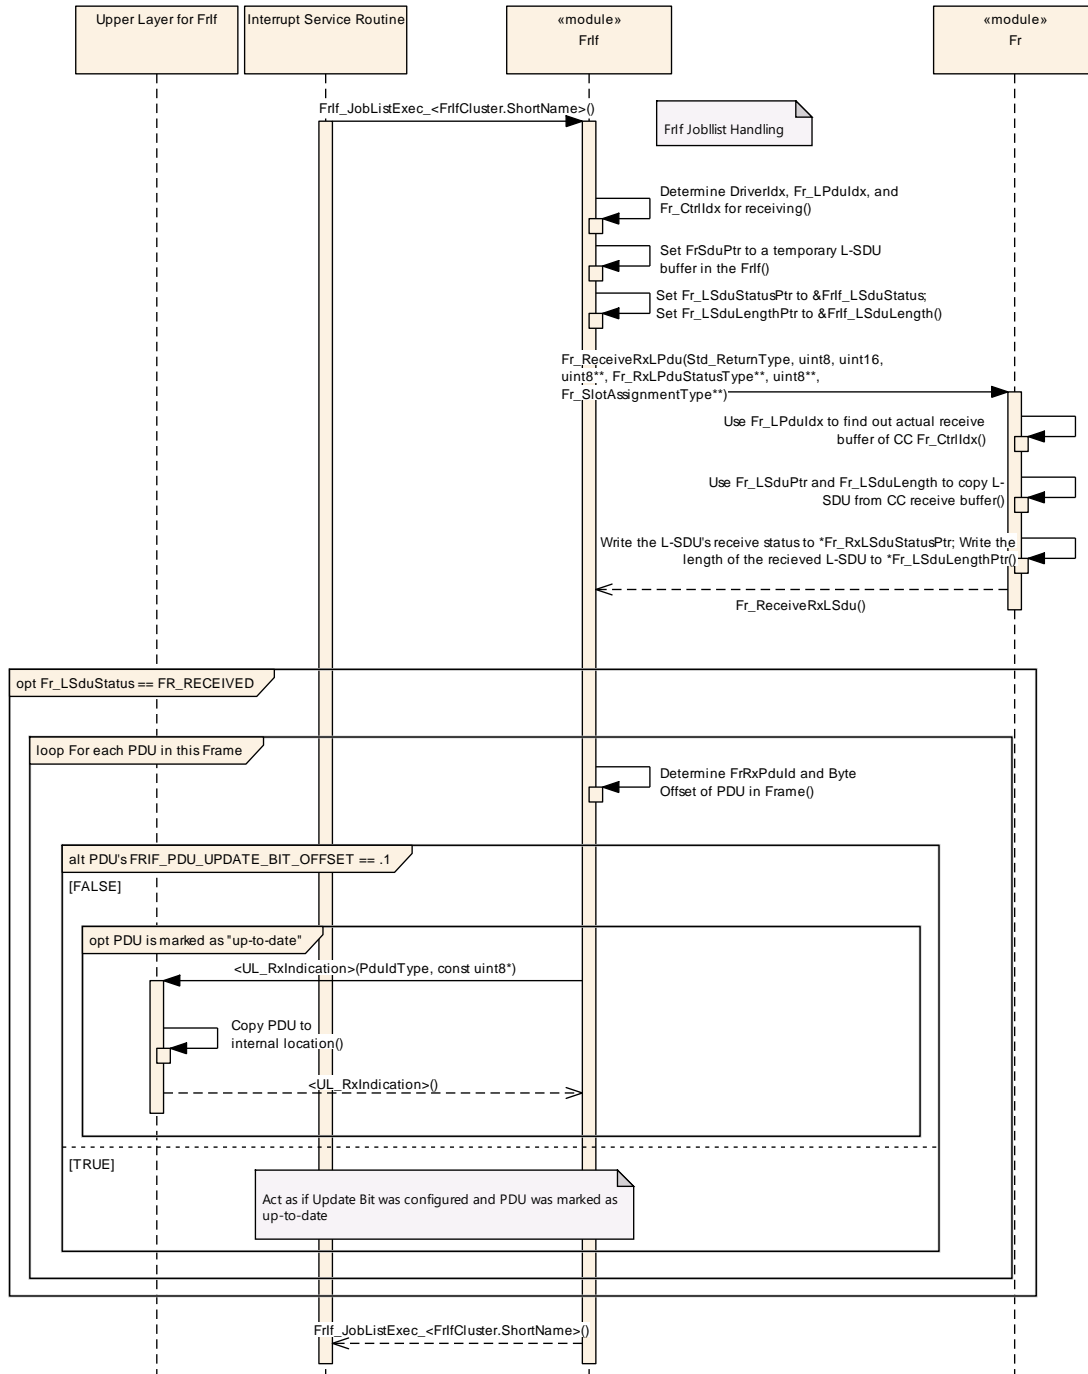 Upper Layer for FrIf
Interrupt Service Routine
«module»
FrIf
«module»
Fr
FrIf_JobListExec_<FrIfCluster.ShortName>()
FrIf Jobllist Handling
Determine DriverIdx, Fr_LPduIdx, and
Fr_CtrlIdx for receiving()
Set FrSduPtr to a temporary L-SDU
buffer in the FrIf()
Set Fr_LSduStatusPtr to &FrIf_LSduStatus;
Set Fr_LSduLengthPtr to &FrIf_LSduLength()
Fr_ReceiveRxLPdu(Std_ReturnType, uint8, uint16,
uint8**, Fr_RxLPduStatusType**, uint8**,
Fr_SlotAssignmentType**)
Use Fr_LPduIdx to find out actual receive
buffer of CC Fr_CtrlIdx()
Use Fr_LSduPtr and Fr_LSduLength to copy L-
SDU from CC receive buffer()
Write the L-SDU's receive status to *Fr_RxLSduStatusPtr; Write the
length of the recieved L-SDU to *Fr_LSduLengthPtr()
Fr_ReceiveRxLSdu()
opt Fr_LSduStatus == FR_RECEIVED
loop For each PDU in this Frame
Determine FrRxPduId and Byte
Offset of PDU in Frame()
alt PDU's FRIF_PDU_UPDATE_BIT_OFFSET == .1
[FALSE]
opt PDU is marked as "up-to-date"
<UL_RxIndication>(PduIdType, const uint8*)
Copy PDU to
internal location()
<UL_RxIndication>()
[TRUE]
Act as if Update Bit was configured and PDU was marked as
up-to-date
FrIf_JobListExec_<FrIfCluster.ShortName>()